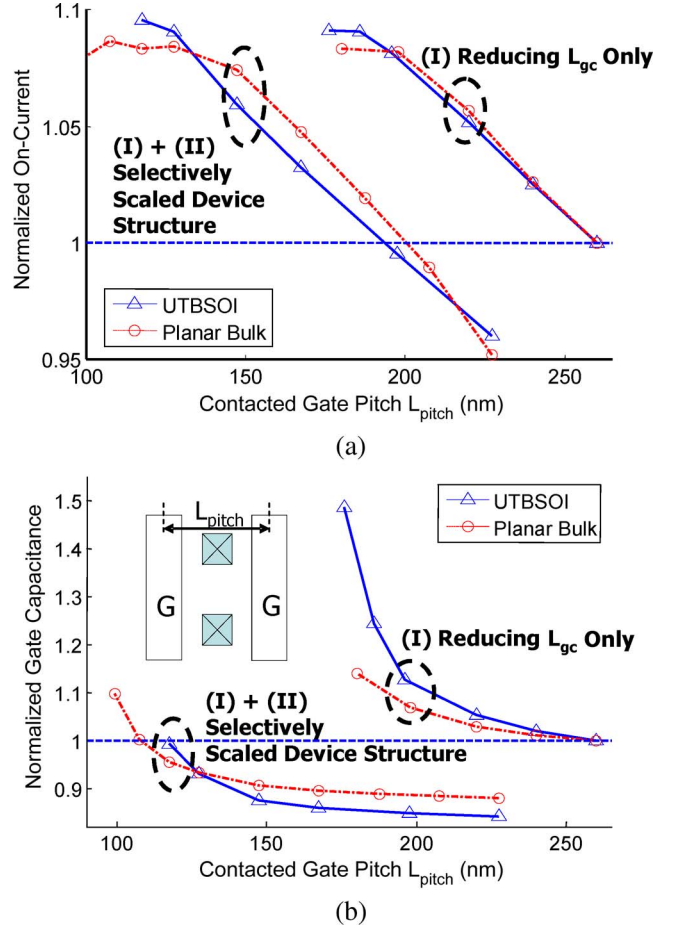 1.1
1.05
1
0.95
Normalized On-Current
(I) Reducing Lgc Only
(I) + (II)
Selectively
Scaled Device
Structure
UTBSOI
Planar Bulk
100
150
200
250
Contacted Gate Pitch Lpitch (nm)
(a)
1.5
1.4
1.3
1.2
1.1
1
0.9
Normalized Gate Capacitance
Lpitch
G
G
UTBSOI
Planar Bulk
(I) Reducing Lgc Only
(I) + (II)
Selectively
Scaled Device Structure
100
150
200
250
Contacted Gate Pitch Lpitch (nm)
(b)